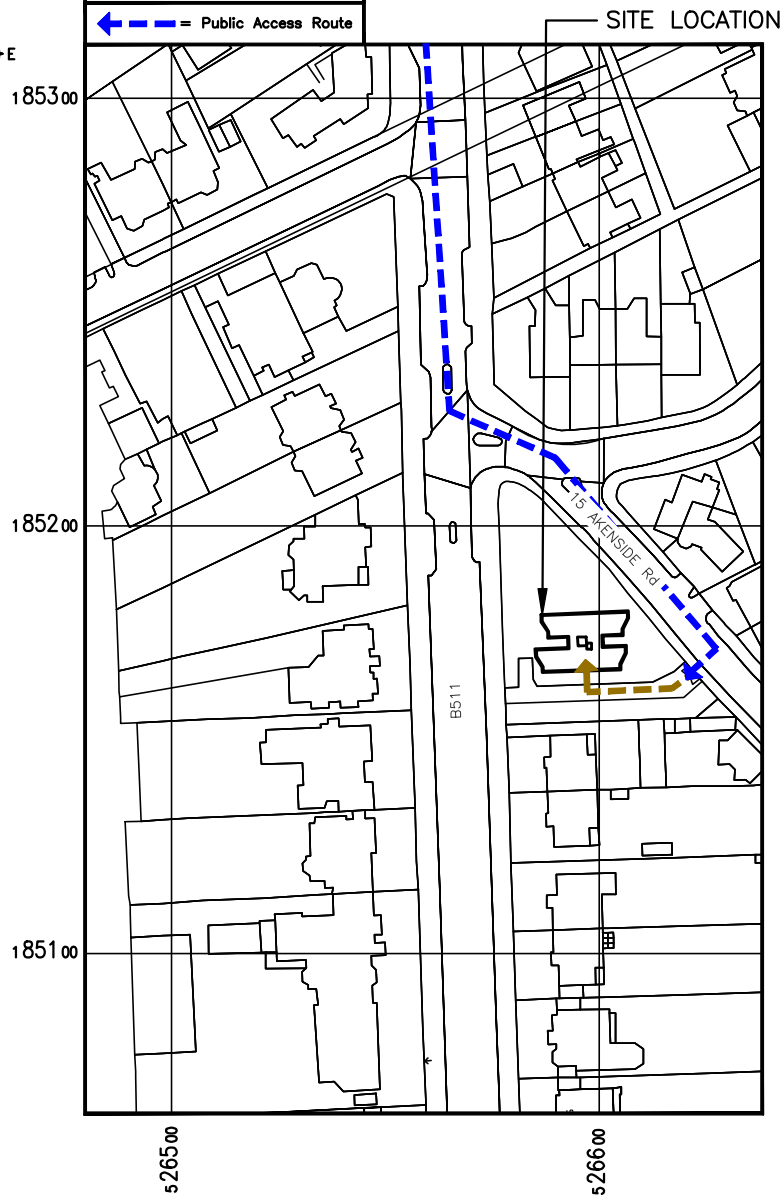 = Public Access Route
SITE LOCATION
E
185300
185200
15 AKENSIDE Rd
B511
185100
526500
526600